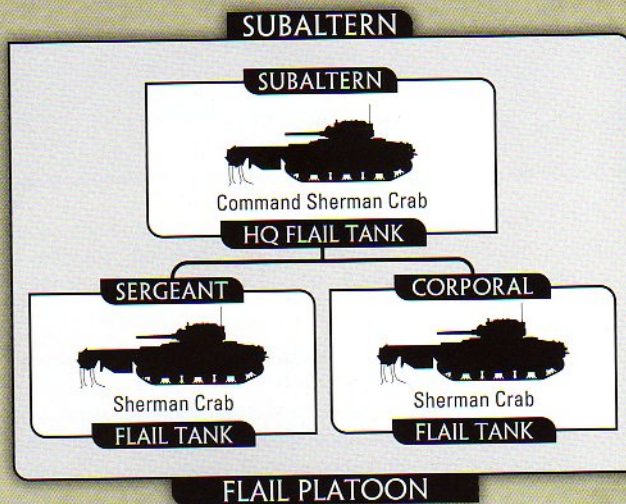 SUBALTERN
SUBALTERN
Command Sherman Crab
HQ FLAIL TANK
SERGEANT
CORPORAL
Sherman Crab
Sherman Crab
FLAIL TANK
FLAIL TANK
FLAIL PLATOON